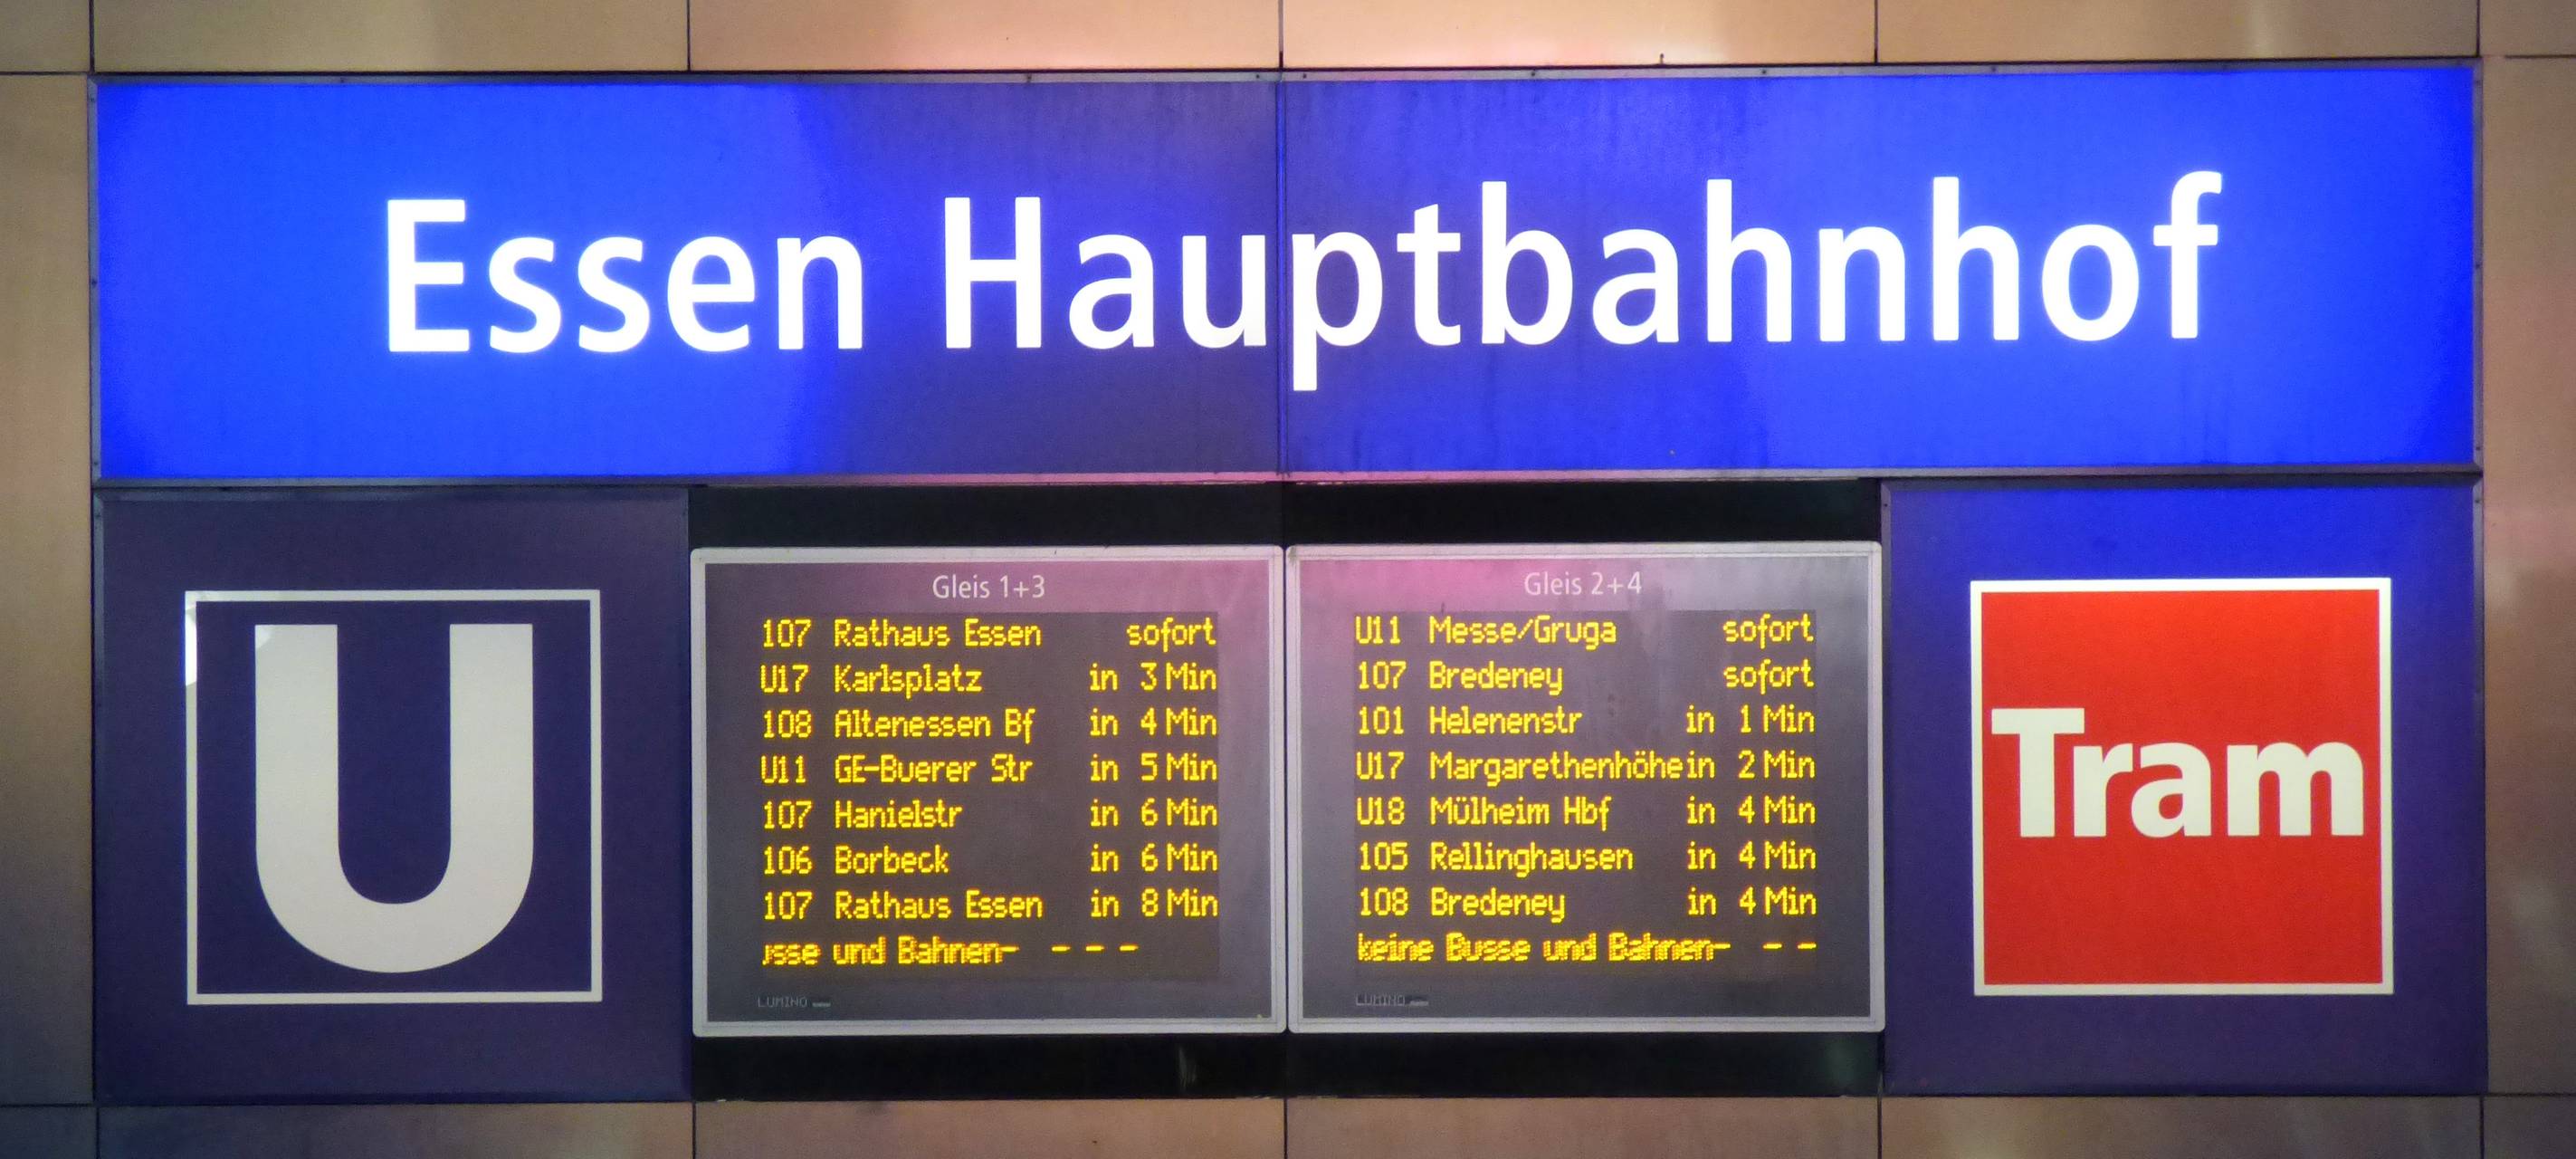 Essen Hauptbahnhof
U
Gleis 1+3
107 Rathaus Essen sofort
U17 Karlsplatz in 3 Min
108 Altenessen Bf in 4 Min
U11 GE-Buerer Str in 5 Min
107 Hanielstr in 6 Min
106 Borbeck in 6 Min
107 Rathaus Essen in 8 Min
und Bahnen- - - -
LUMINO
Gleis 2+4
U11 Messe/Gruga sofort
107 Bredeney sofort
101 Helenenstr in 1 Min
U17 Margarethenhöhe in 2 Min
U18 Mülheim Hbf in 4 Min
105 Rellinghausen in 4 Min
108 Bredeney in 4 Min
keine Busse und Bahnen- - -
LUMINO
Tram